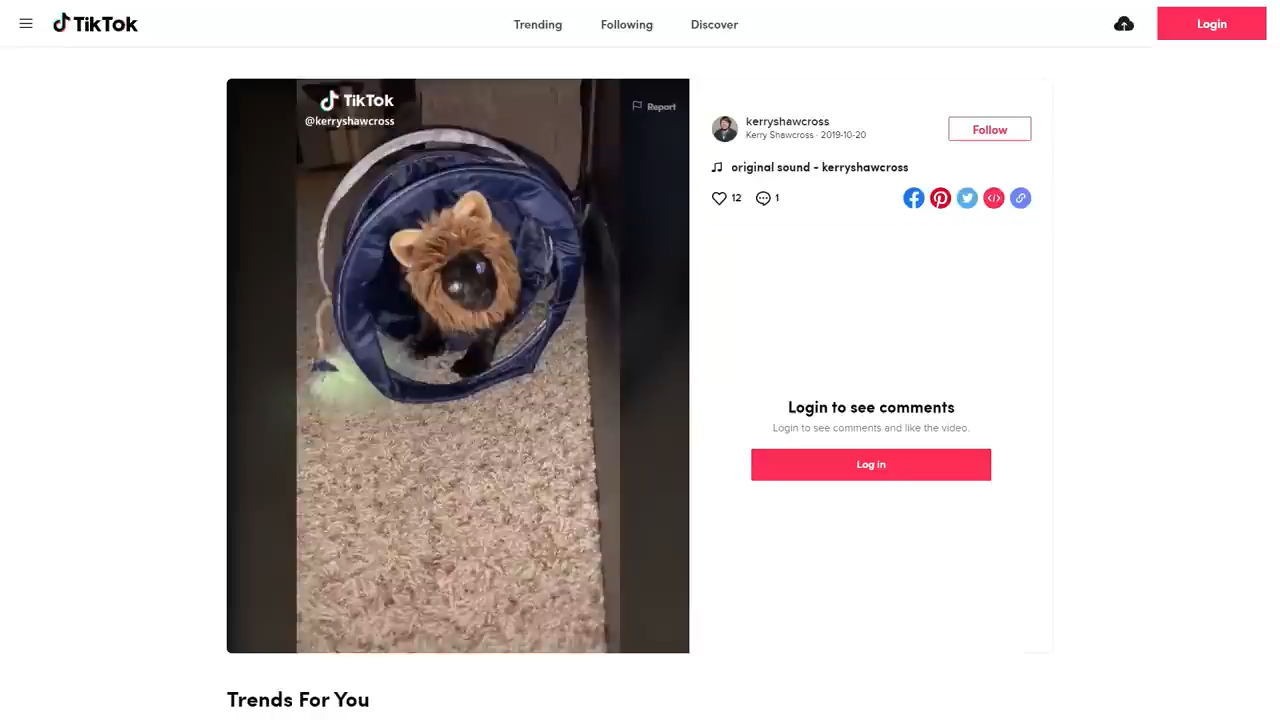 TikTok
Trending
Following
Discover
Login
TikTok
@kerryshawcross
Report
kerryshawcross
Kerry Shawcross · 2019-10-20
Follow
original sound - kerryshawcross
12
1
Login to see comments
Login to see comments and like the video.
Log in
Trends For You